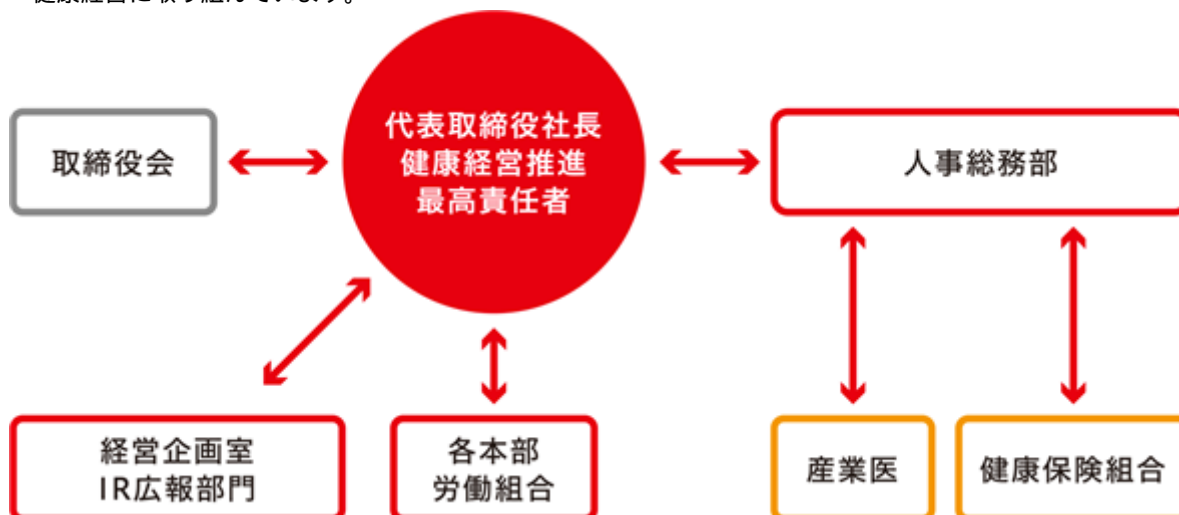 健康経営に取り組んでいます。
代表取締役社長
健康経営推進
最高責任者
取締役会
人事総務部
経営企画室
IR広報部門
各本部
労働組合
産業医
健康保険組合